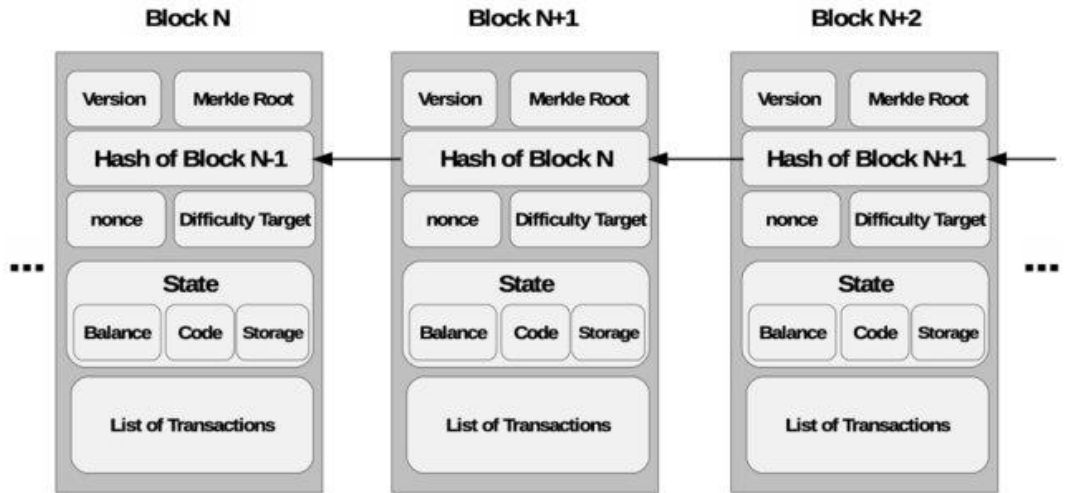 Block N
Block N+1
Block N+2
Version
Merkle Root
Version
Merkle Root
Version
Merkle Root
Hash of Block N-1
Hash of Block N
Hash of Block N+1
nonce
Difficulty Target
nonce
Difficulty Target
nonce
Difficulty Target
...
...
State
State
State
Balance
Code
Storage
Balance
Code
Storage
Balance
Code
Storage
List of Transactions
List of Transactions
List of Transactions